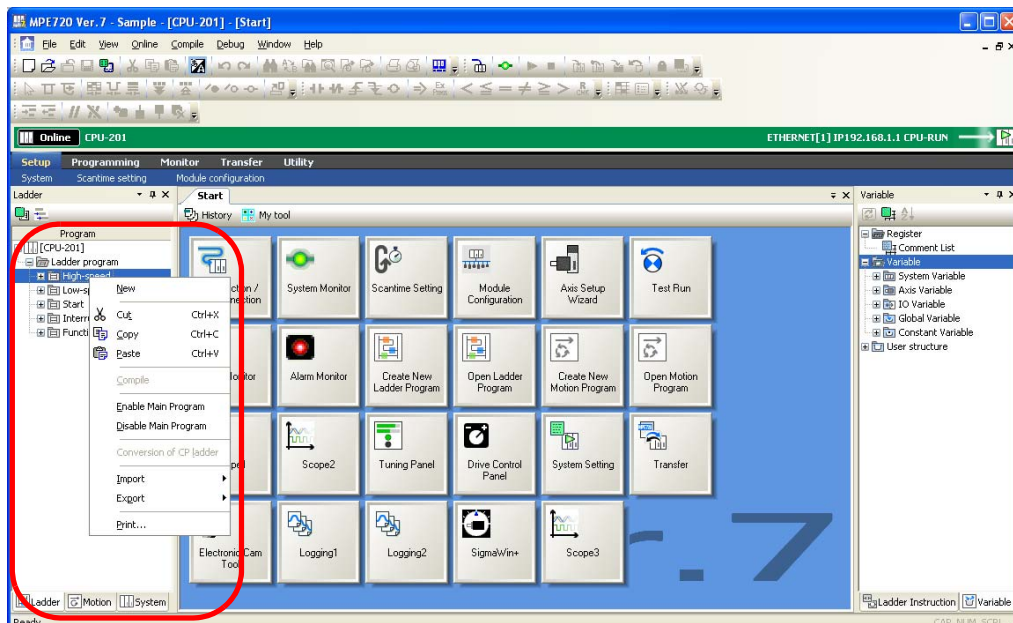 MPE720 Ver.7 - Sample - [CPU-201] - [Start]
File Edit View Online Compile Debug Window Help
Online CPU-201
ETHERNET[1] IP192.168.1.1 CPU-RUN
Setup Programming Monitor Transfer Utility
System Scantime setting Module configuration
Ladder
Start
Variable
History My tool
Program
[CPU-201]
Ladder program
High-speed
Low-sp
Start
Interr
Functi
New
Cut Ctrl+X
Copy Ctrl+C
Paste Ctrl+V
Compile
Enable Main Program
Disable Main Program
Conversion of CP ladder
Import
Export
Print...
System Monitor
Scantime Setting
Module Configuration
Axis Setup Wizard
Test Run
Alarm Monitor
Create New Ladder Program
Open Ladder Program
Create New Motion Program
Open Motion Program
Scope2
Tuning Panel
Drive Control Panel
System Setting
Transfer
Electronic Cam Tool
Logging1
Logging2
SigmaWin+
Scope3
r.7
Register
Comment List
Variable
System Variable
Axis Variable
IO Variable
Global Variable
Constant Variable
User structure
Ladder Motion System
Ladder Instruction Variable
Ready
CAP NUM SCRL